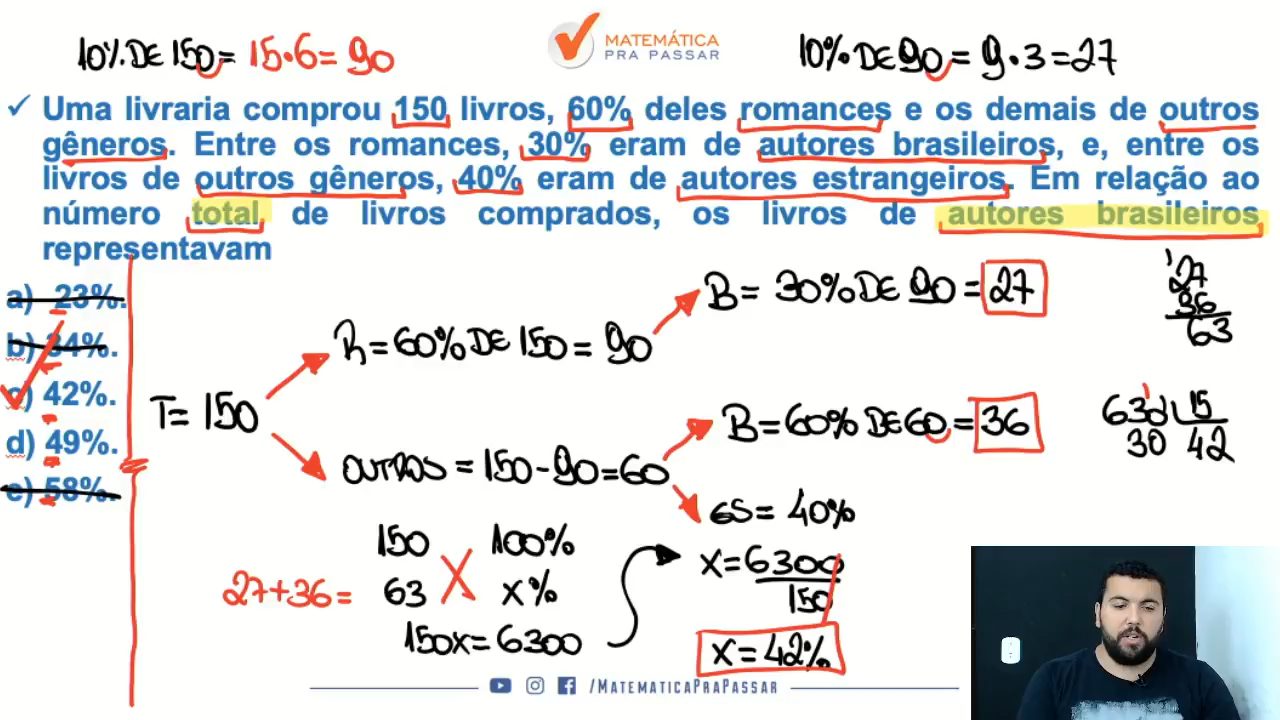 10% DE 150 = 15·6 = 90
MATEMÁTICA
PRA PASSAR
10% DE 90 = 9·3 = 27
✓ Uma livraria comprou 150 livros, 60% deles romances e os demais de outros
gêneros. Entre os romances, 30% eram de autores brasileiros, e, entre os
livros de outros gêneros, 40% eram de autores estrangeiros. Em relação ao
número total de livros comprados, os livros de autores brasileiros
representavam
a) 23%.
b) 34%.
c) 42%.
d) 49%.
e) 58%.
T = 150
R = 60% DE 150 = 90
B = 30% DE 90 = 27
1
27
36
63
OUTROS = 150 - 90 = 60
B = 60% DE 60 = 36
630 15
30 42
ES = 40%
150 100%
27 + 36 = 63 X%
150X = 6300
X = 6300
150
X = 42%
/MATEMATICAPRAPASSAR